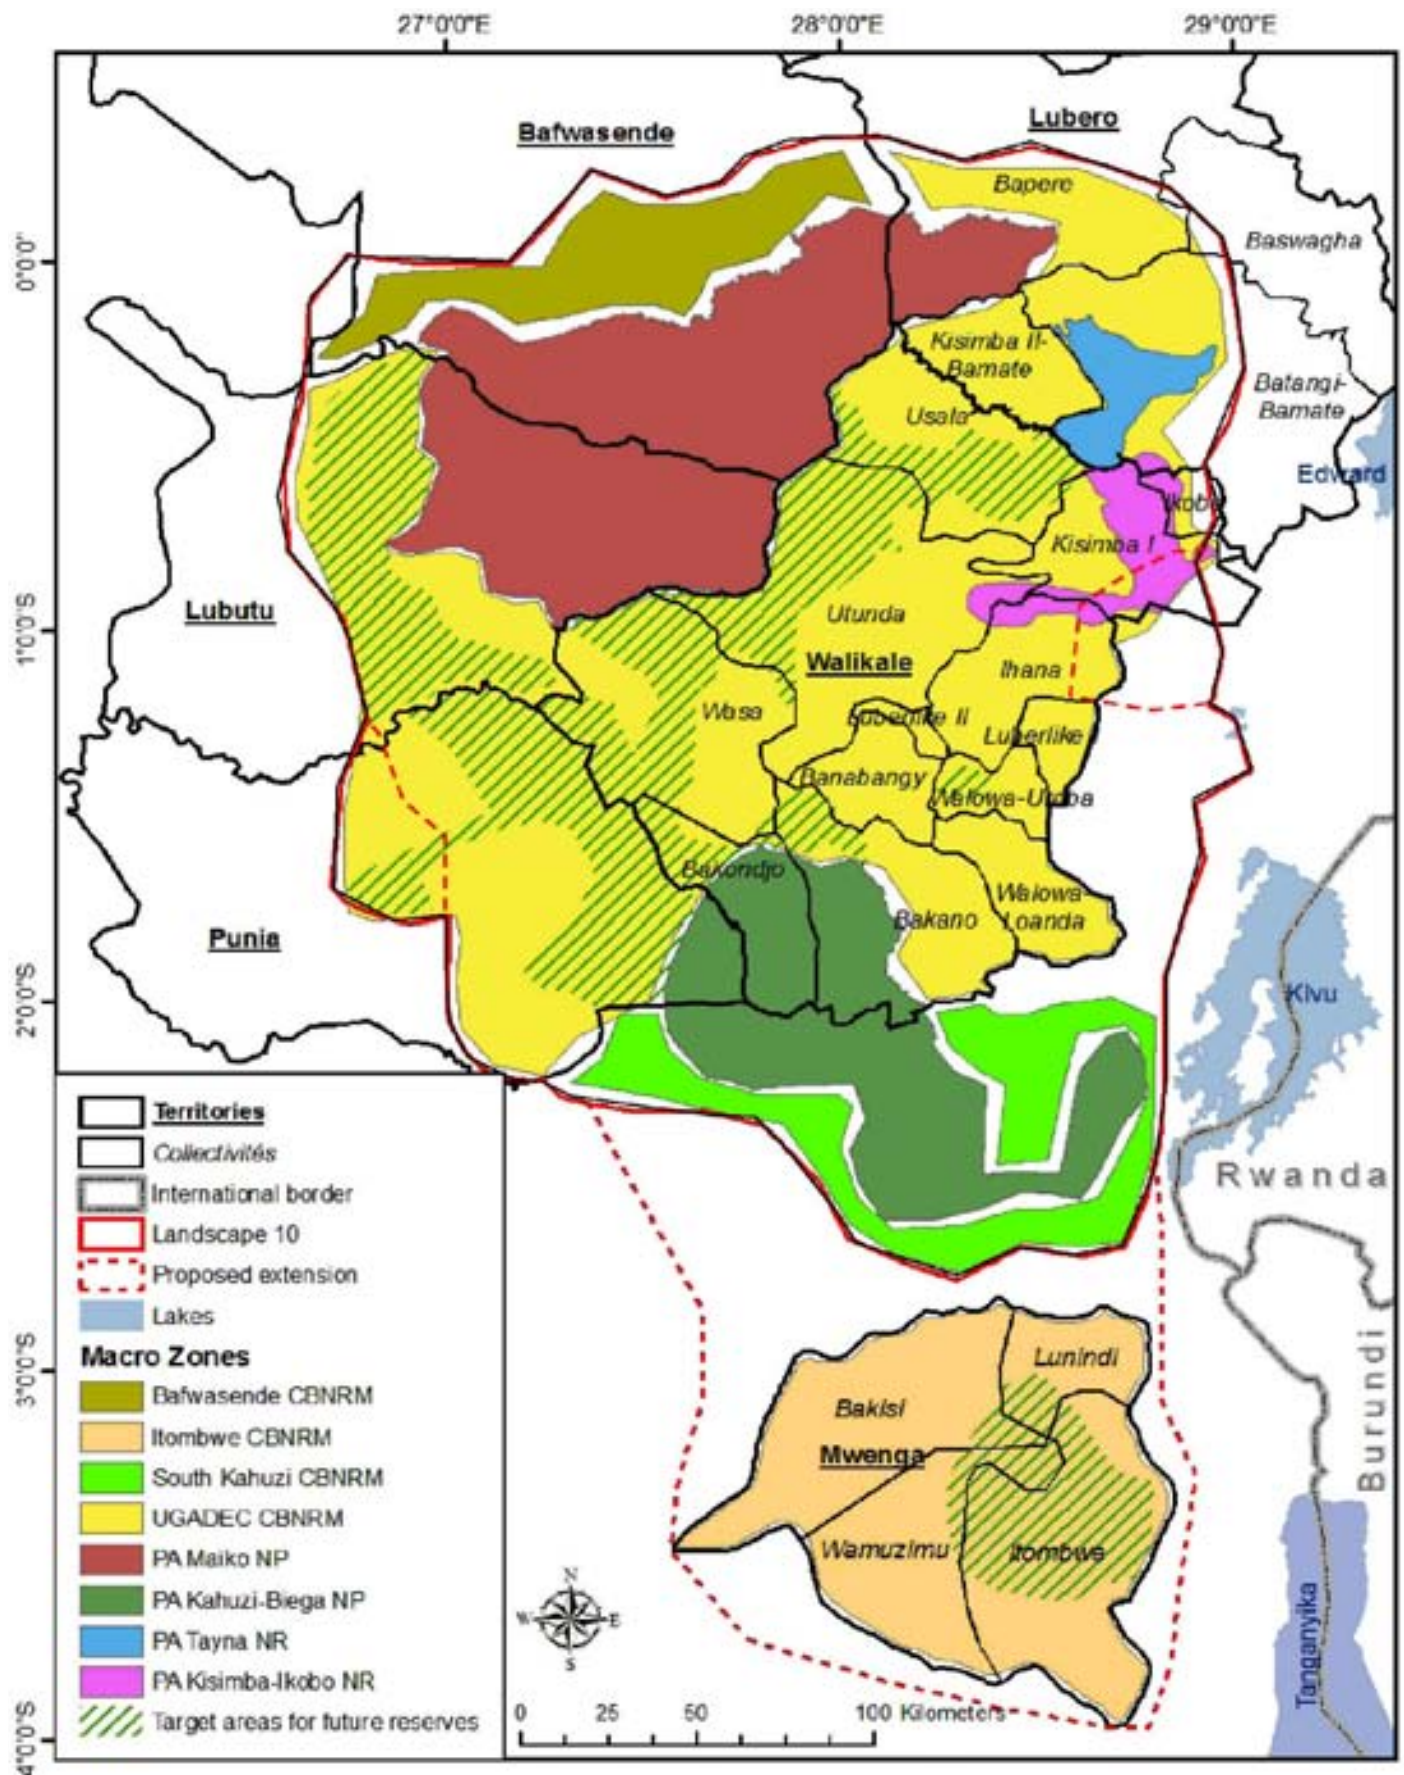 27°0'0"E 28°0'0"E 29°0'0"E
Bafwasende
Lubero
Bapere
Baswagha
0°0'0"
Kisimba II-
Bamate
Batangi-
Bamate
Usala
Edward
Ikobo
Kisimba I
Lubutu
1°0'0"S
Utunda
Walikale
Ihana
Wasa
Luberlike II
Luberlike
Banabangy
Walowa-Uroba
Bakondjo
Walowa-
Loanda
Bakano
Punia
Kivu
2°0'0"S
Rwanda
Burundi
Tanganyika
Territories
Collectivités
International border
Landscape 10
Proposed extension
Lakes
Macro Zones
Bafwasende CBNRM
Itombwe CBNRM
South Kahuzi CBNRM
UGADEC CBNRM
PA Maiko NP
PA Kahuzi-Biega NP
PA Tayna NR
PA Kisimba-Ikobo NR
Target areas for future reserves
3°0'0"S
Lunindi
Bakisi
Mwenga
Wamuzimu
Itombwe
N
W E
S
0 25 50 100 Kilometers
4°0'0"S